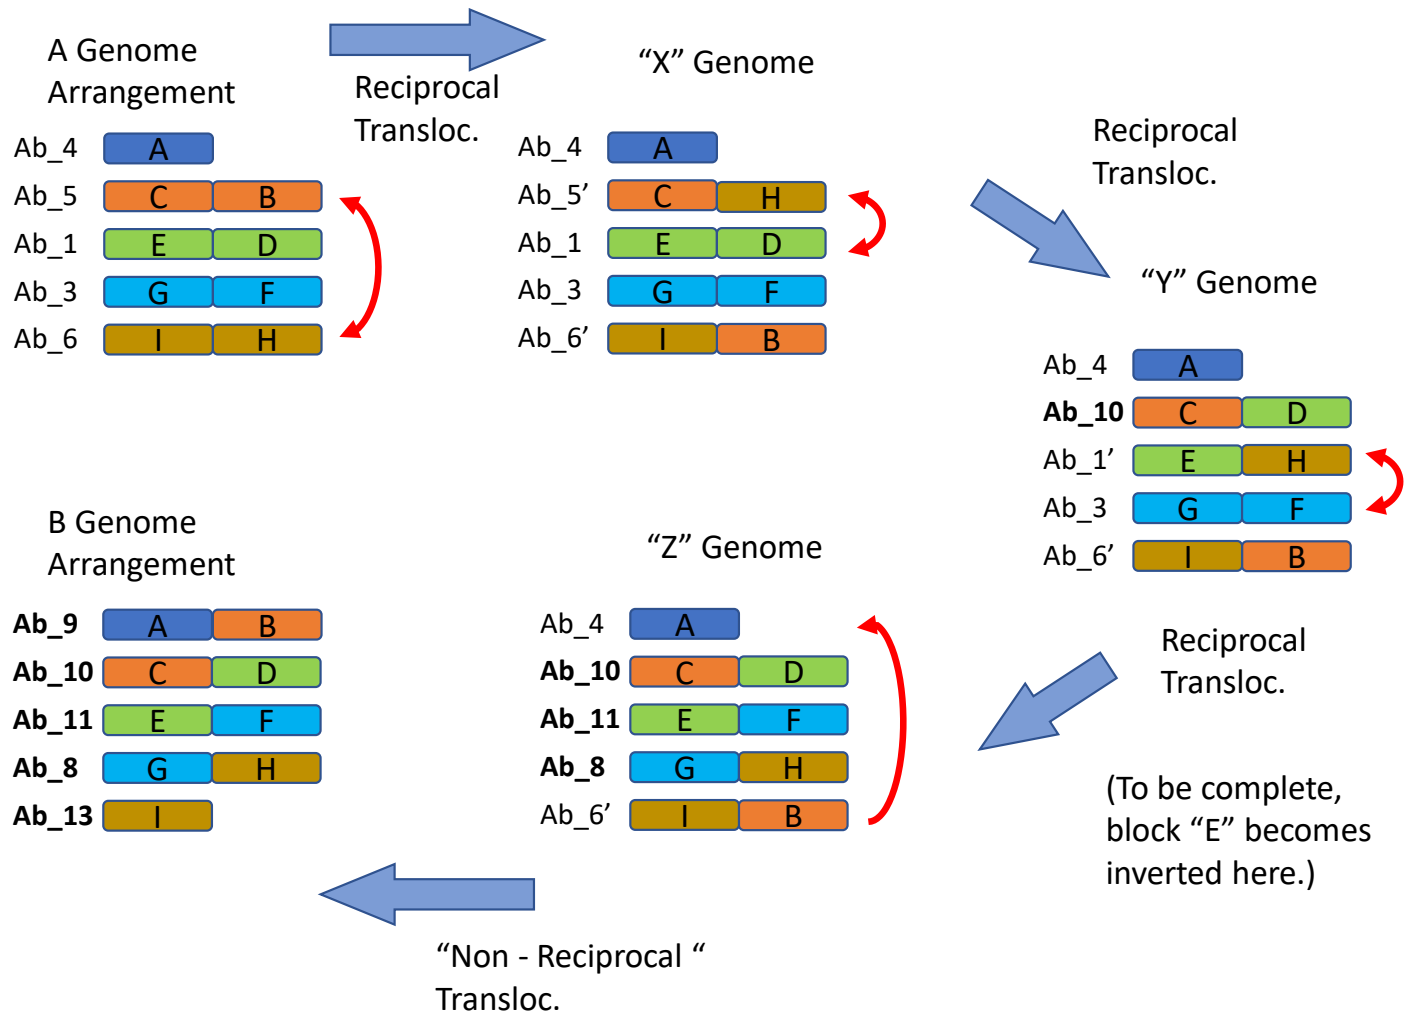 A Genome
Arrangement
Ab_4 A
Ab_5 C B
Ab_1 E D
Ab_3 G F
Ab_6 I H
Reciprocal
Transloc.
“X” Genome
Ab_4 A
Ab_5’ C H
Ab_1 E D
Ab_3 G F
Ab_6’ I B
Reciprocal
Transloc.
“Y” Genome
Ab_4 A
Ab_10 C D
Ab_1’ E H
Ab_3 G F
Ab_6’ I B
Reciprocal
Transloc.
(To be complete,
block “E” becomes
inverted here.)
“Z” Genome
Ab_4 A
Ab_10 C D
Ab_11 E F
Ab_8 G H
Ab_6’ I B
“Non - Reciprocal “
Transloc.
B Genome
Arrangement
Ab_9 A B
Ab_10 C D
Ab_11 E F
Ab_8 G H
Ab_13 I